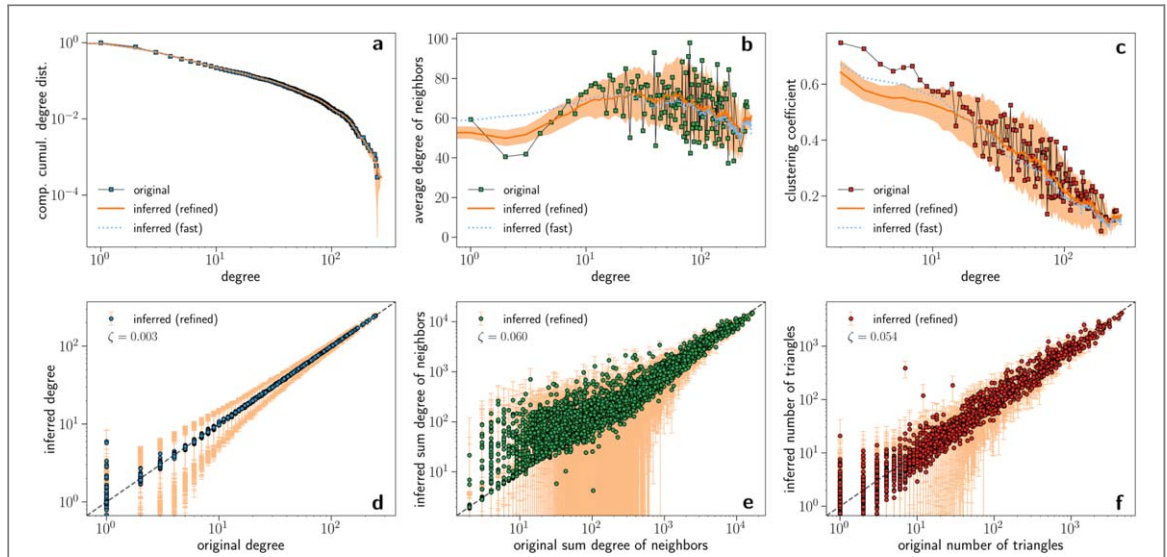 a
10^0
10^-2
10^-4
comp. cumul. degree dist.
original
inferred (refined)
inferred (fast)
10^0
10^1
10^2
degree
b
100
80
60
40
20
0
average degree of neighbors
original
inferred (refined)
inferred (fast)
10^0
10^1
10^2
degree
c
0.6
0.4
0.2
clustering coefficient
original
inferred (refined)
inferred (fast)
10^1
10^2
degree
inferred (refined)
ζ = 0.003
10^2
10^1
10^0
inferred degree
d
10^0
10^1
10^2
original degree
inferred (refined)
ζ = 0.060
10^4
10^3
10^2
10^1
inferred sum degree of neighbors
e
10^1
10^2
10^3
10^4
original sum degree of neighbors
inferred (refined)
ζ = 0.054
10^3
10^2
10^1
10^0
inferred number of triangles
f
10^0
10^1
10^2
10^3
original number of triangles